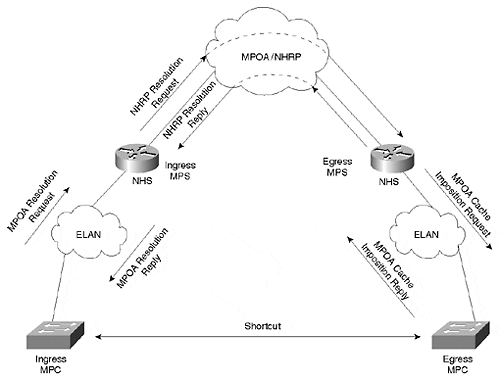 MPOA/NHRP
NHRP Resolution
Request
NHRP Resolution
Reply
Ingress
MPS
NHS
Egress
MPS
NHS
MPOA Resolution
Request
MPOA Resolution
Reply
ELAN
MPOA Cache
Imposition Request
MPOA Cache
Imposition Reply
ELAN
Shortcut
Ingress
MPC
Egress
MPC